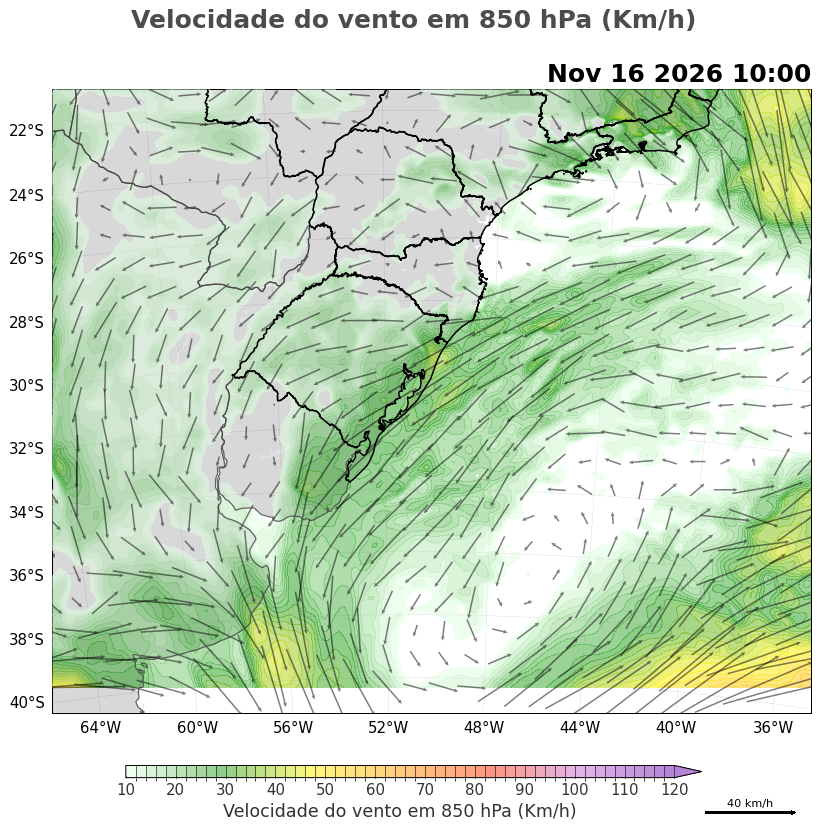 Velocidade do vento em 850 hPa (Km/h)
Nov 16 2026 10:00
22°S
24°S
26°S
28°S
30°S
32°S
34°S
36°S
38°S
40°S
64°W 60°W 56°W 52°W 48°W 44°W 40°W 36°W
10 20 30 40 50 60 70 80 90 100 110 120
Velocidade do vento em 850 hPa (Km/h)
40 km/h